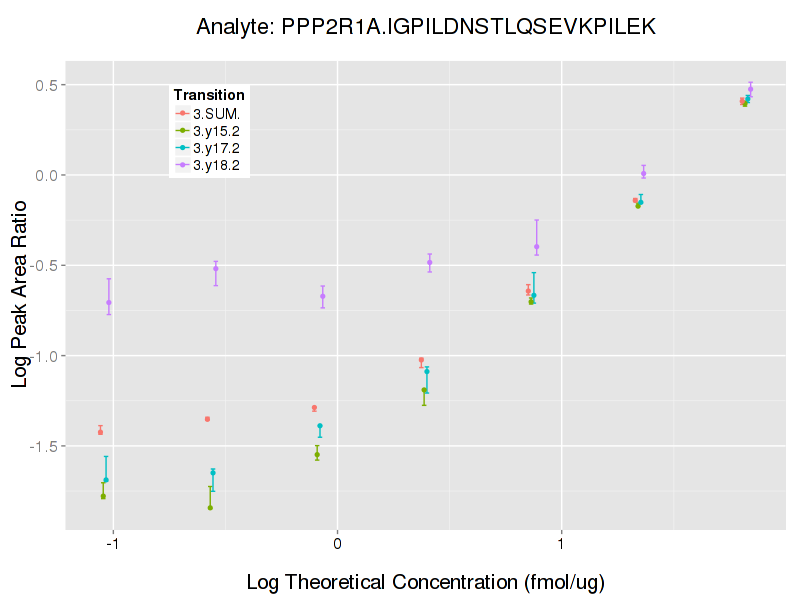 Analyte: PPP2R1A.IGPILDNSTLQSEVKPILEK
Log Peak Area Ratio
0.5
0.0
-0.5
-1.0
-1.5
Transition
3.SUM.
3.y15.2
3.y17.2
3.y18.2
-1
0
1
Log Theoretical Concentration (fmol/ug)